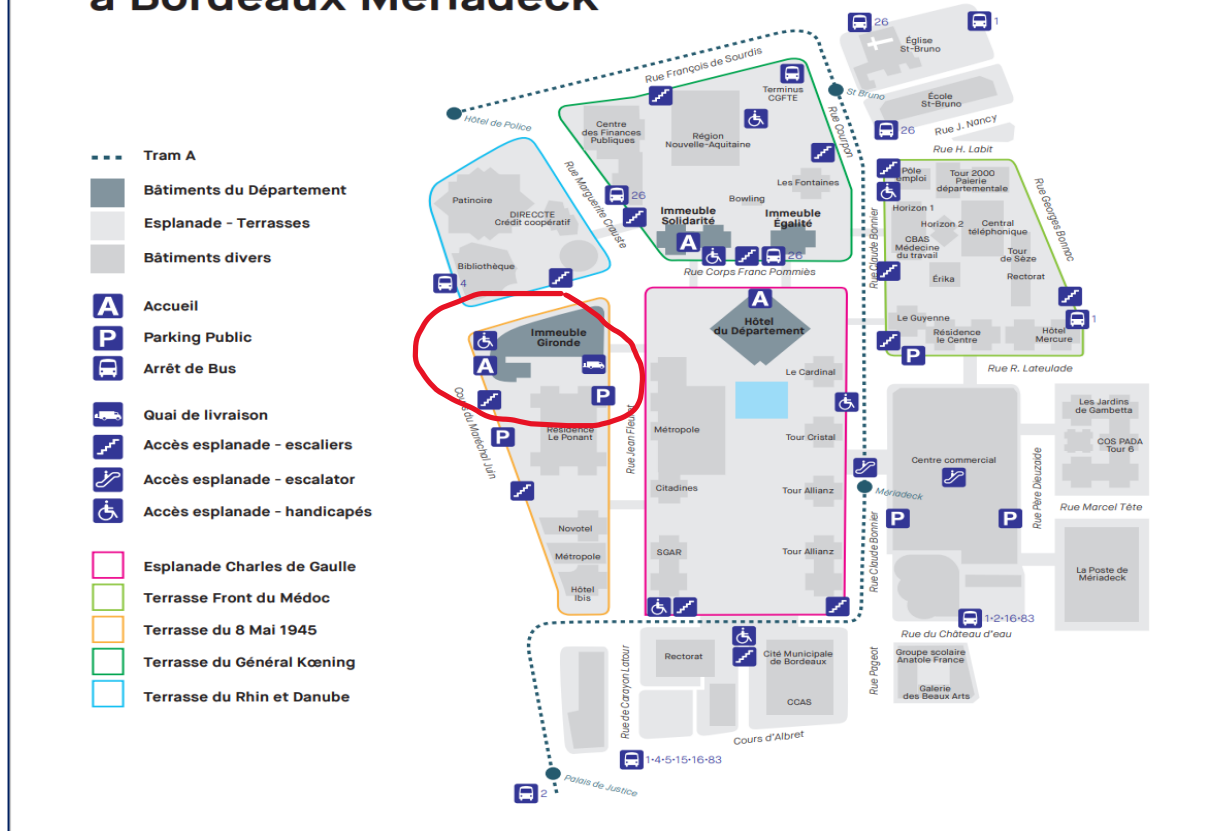 à Bordeaux Mériadeck
Tram A
Bâtiments du Département
Esplanade – Terrasses
Bâtiments divers
A
Accueil
P
Parking Public
Arrêt de Bus
Quai de livraison
Accès esplanade – escaliers
Accès esplanade – escalator
Accès esplanade – handicapés
Esplanade Charles de Gaulle
Terrasse Front du Médoc
Terrasse du 8 Mai 1945
Terrasse du Général Kœning
Terrasse du Rhin et Danube
26
1
Église
St-Bruno
École
St-Bruno
26
Rue J. Nancy
Rue H. Labit
St Bruno
Rue François de Sourdis
Hôtel de Police
Terminus
CGFTE
Centre
des Finances
Publiques
Région
Nouvelle-Aquitaine
Rue Courpon
Les Fontaines
Bowling
26
Immeuble
Solidarité
A
Immeuble
Égalité
26
Rue Marguerite Crauste
Rue Corps Franc Pommiès
Patinoire
DIRECCTE
Crédit coopératif
Bibliothèque
4
Pôle
emploi
Tour 2000
Paierie
départementale
Horizon 1
Horizon 2
Central
téléphonique
CBAS
Médecine
du travail
Tour
de Sèze
Érika
Rectorat
Rue Georges Bonnac
Rue Claude Bonnier
Le Guyenne
Résidence
le Centre
Hôtel
Mercure
1
P
Rue R. Lateulade
Immeuble
Gironde
A
P
P
Résidence
Le Ponant
Cours du Maréchal Juin
Rue Jean Fleuret
Novotel
Métropole
Hôtel
Ibis
A
Hôtel
du Département
Le Cardinal
Métropole
Tour Cristal
Citadines
Tour Allianz
SGAR
Tour Allianz
Mériadeck
Rue Claude Bonnier
Centre commercial
P
P
Rue Père Dieuzaide
Les Jardins
de Gambetta
COS PADA
Tour 6
Rue Marcel Tête
La Poste de
Mériadeck
1•2•16•83
Rue du Château d'eau
Groupe scolaire
Anatole France
Galerie
des Beaux Arts
Rue Pageot
Rectorat
Cité Municipale
de Bordeaux
CCAS
Rue de Carayon Latour
Cours d'Albret
1•4•5•15•16•83
Palais de Justice
2